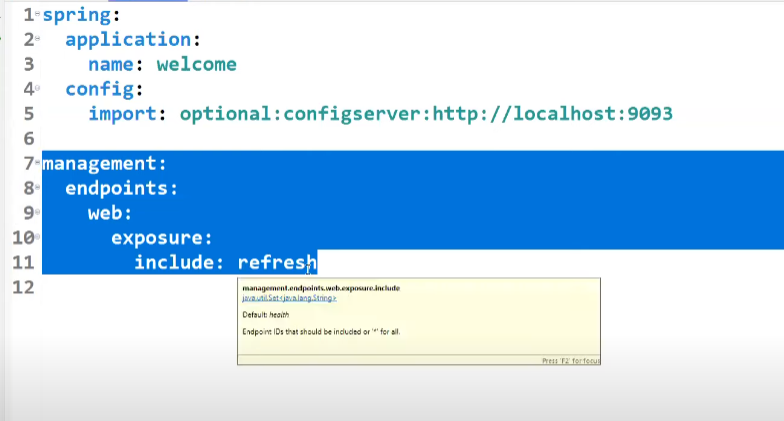 1 spring:
2   application:
3     name: welcome
4   config:
5     import: optional:configserver:http://localhost:9093
6
7 management:
8   endpoints:
9     web:
10       exposure:
11         include: refresh
12
management.endpoints.web.exposure.include
java.util.Set<java.lang.String>
Default: health
Endpoint IDs that should be included or '*' for all.
Press 'F2' for focus